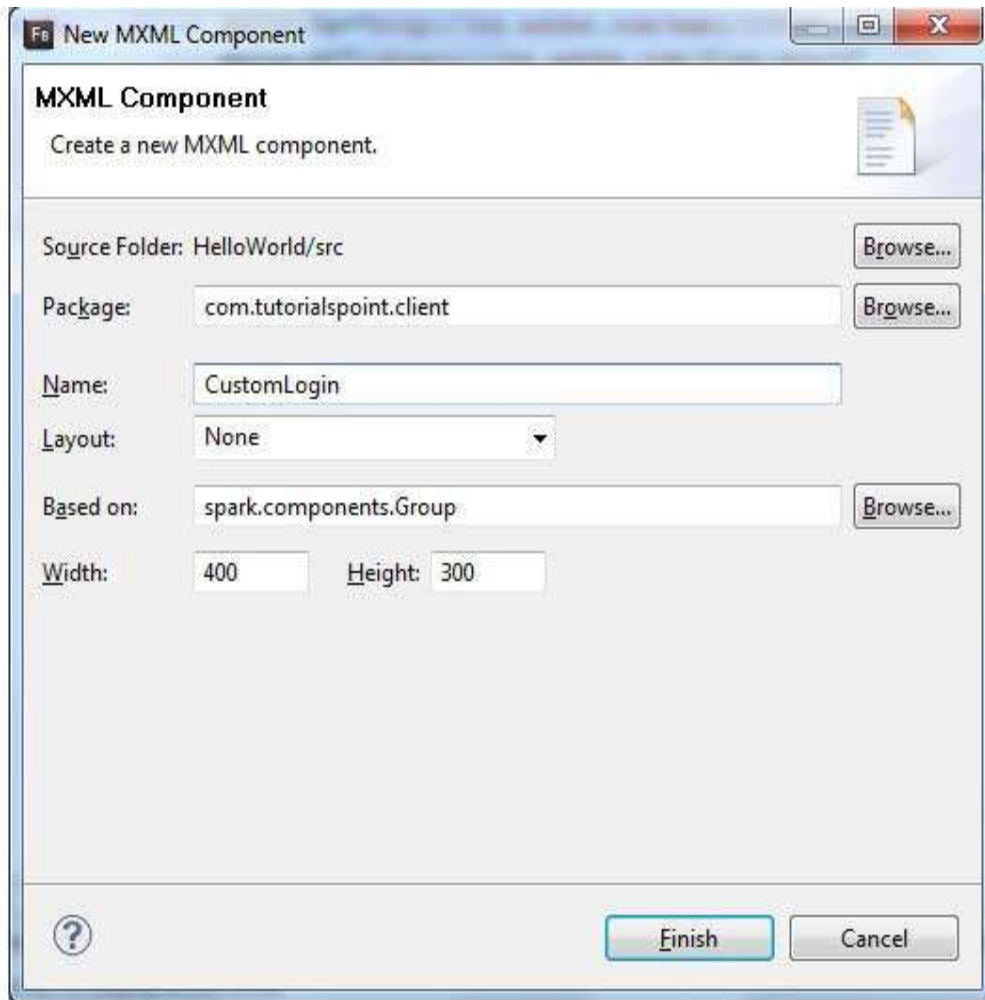 FB New MXML Component
MXML Component
Create a new MXML component.
Source Folder: HelloWorld/src Browse...
Package: com.tutorialspoint.client Browse...
Name: CustomLogin
Layout: None
Based on: spark.components.Group Browse...
Width: 400 Height: 300
? Finish Cancel